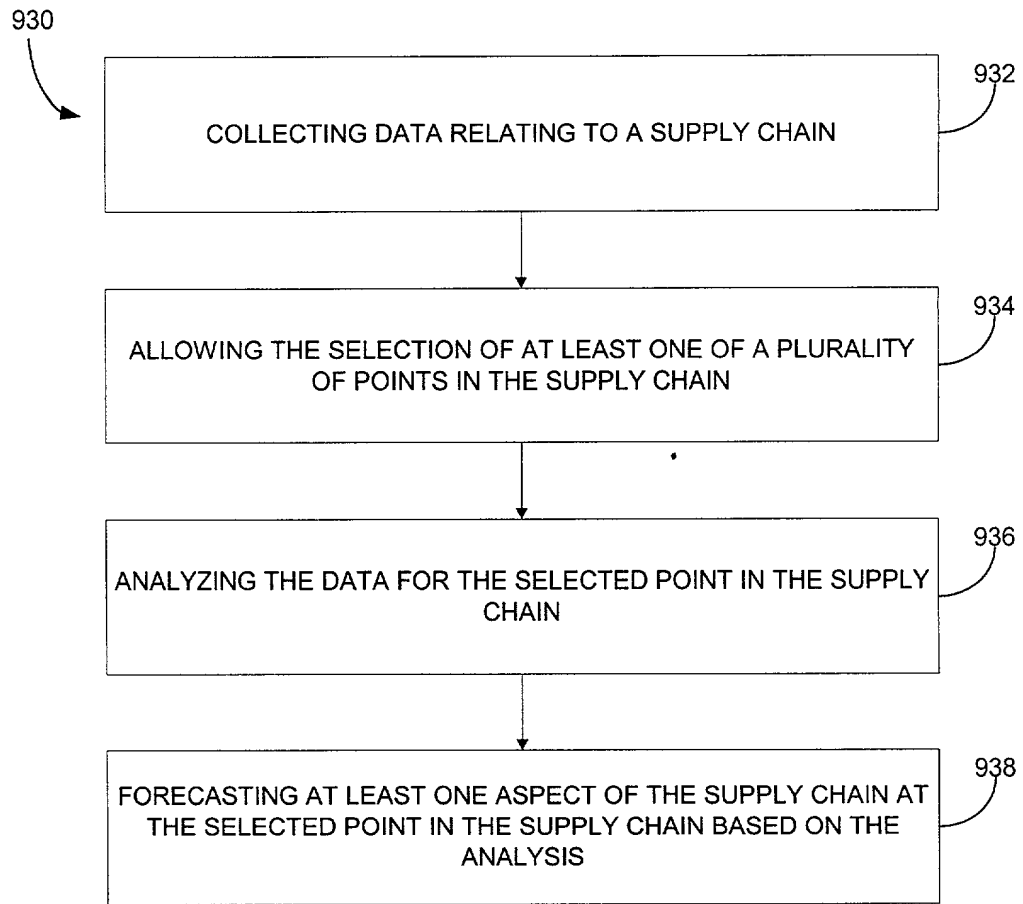 930
932
COLLECTING DATA RELATING TO A SUPPLY CHAIN
934
ALLOWING THE SELECTION OF AT LEAST ONE OF A PLURALITY
OF POINTS IN THE SUPPLY CHAIN
936
ANALYZING THE DATA FOR THE SELECTED POINT IN THE SUPPLY
CHAIN
938
FORECASTING AT LEAST ONE ASPECT OF THE SUPPLY CHAIN AT
THE SELECTED POINT IN THE SUPPLY CHAIN BASED ON THE
ANALYSIS